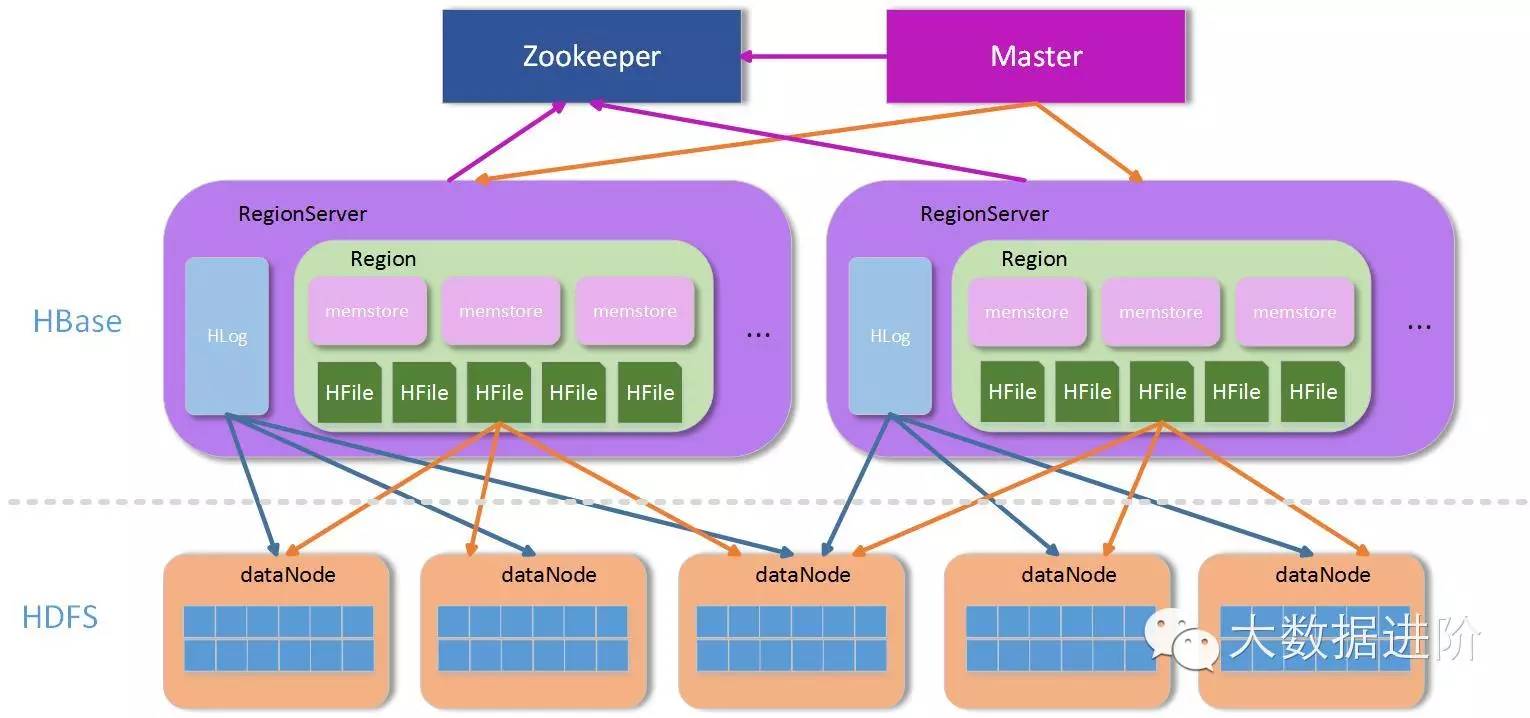 Zookeeper
Master
RegionServer
RegionServer
Region
Region
memstore
memstore
memstore
...
memstore
memstore
memstore
...
HBase
HLog
HLog
HFile
HFile
HFile
HFile
HFile
HFile
HFile
HFile
HFile
HFile
dataNode
dataNode
dataNode
dataNode
dataNode
HDFS
大数据进阶